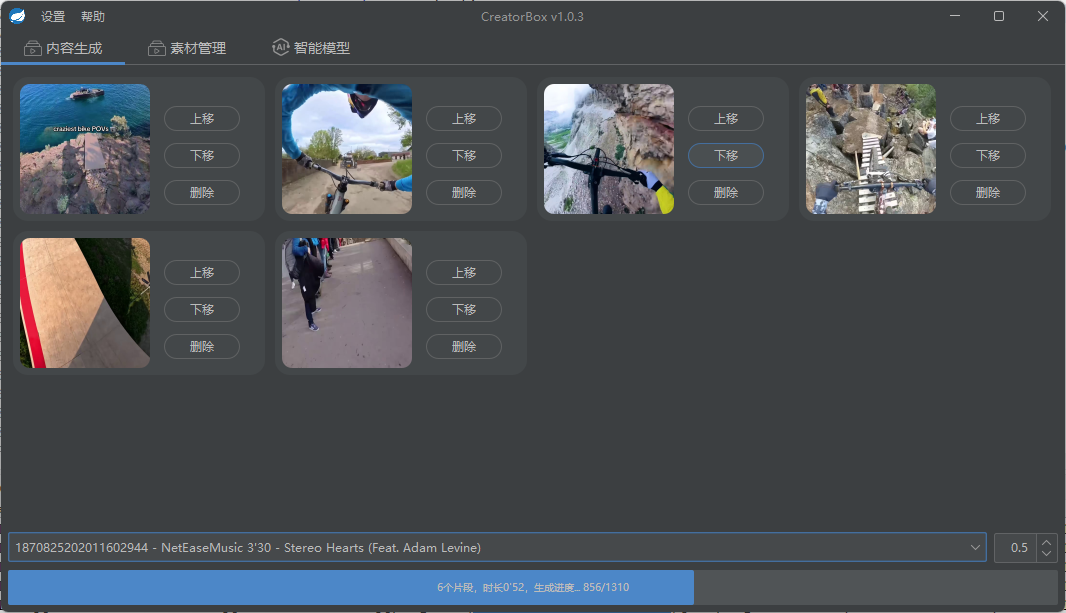 设置 帮助 CreatorBox v1.0.3
内容生成 素材管理 AI 智能模型
craziest bike POVs
上移 上移 上移 上移
下移 下移 下移 下移
删除 删除 删除 删除
上移 上移
下移 下移
删除 删除
1870825202011602944 - NetEaseMusic 3'30 - Stereo Hearts (Feat. Adam Levine) 0.5
6个片段，时长0'52，生成进度... 856/1310